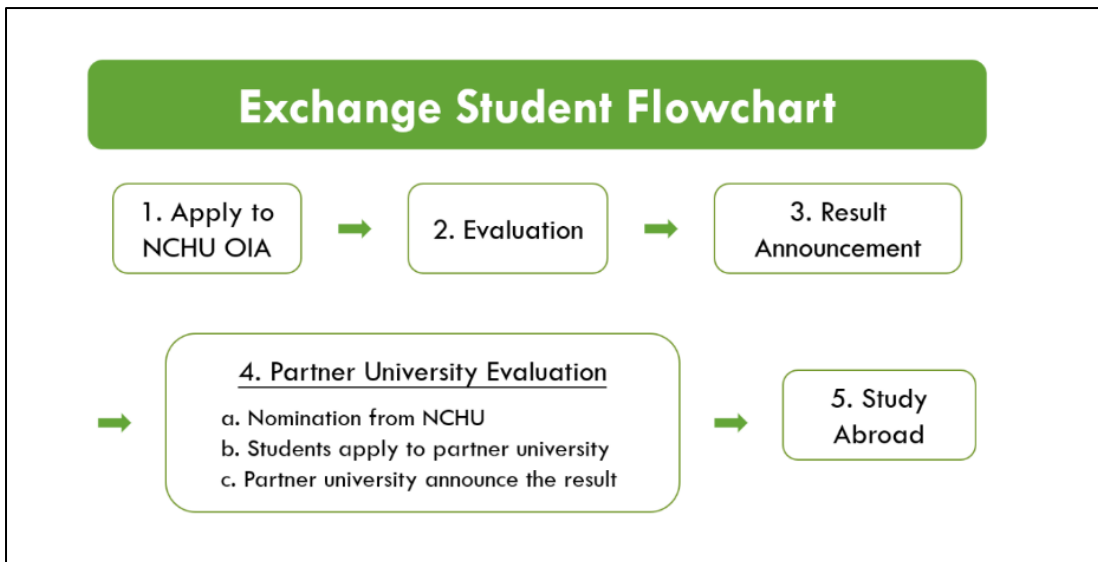 Exchange Student Flowchart
1. Apply to
NCHU OIA
2. Evaluation
3. Result
Announcement
4. Partner University Evaluation
a. Nomination from NCHU
b. Students apply to partner university
c. Partner university announce the result
5. Study
Abroad